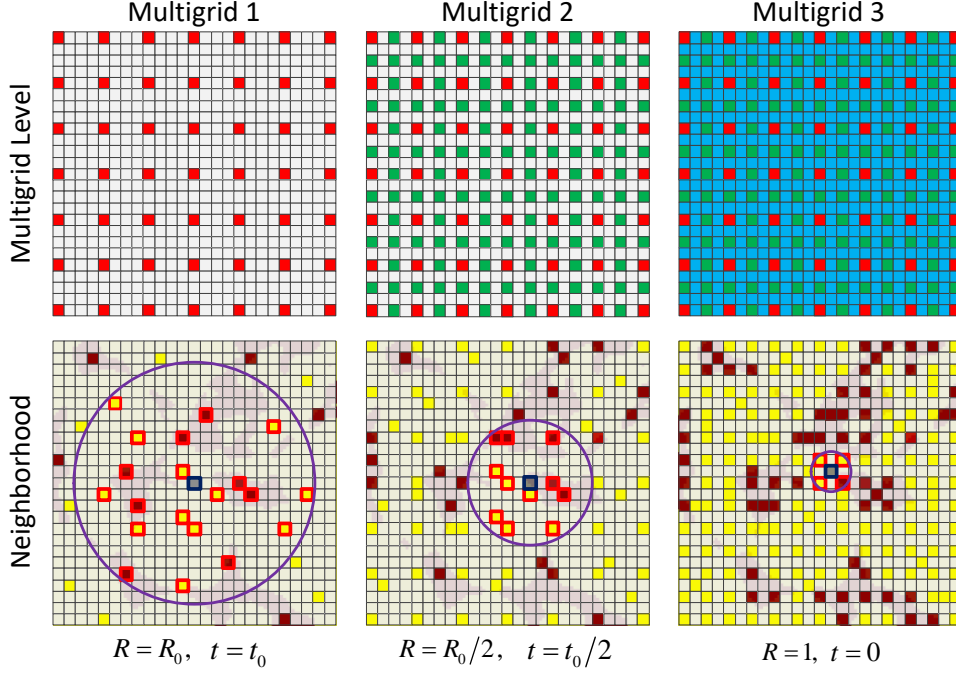 Multigrid 1
Multigrid 2
Multigrid 3
Multigrid Level
Neighborhood
R = R₀, t = t₀
R = R₀/2, t = t₀/2
R = 1, t = 0